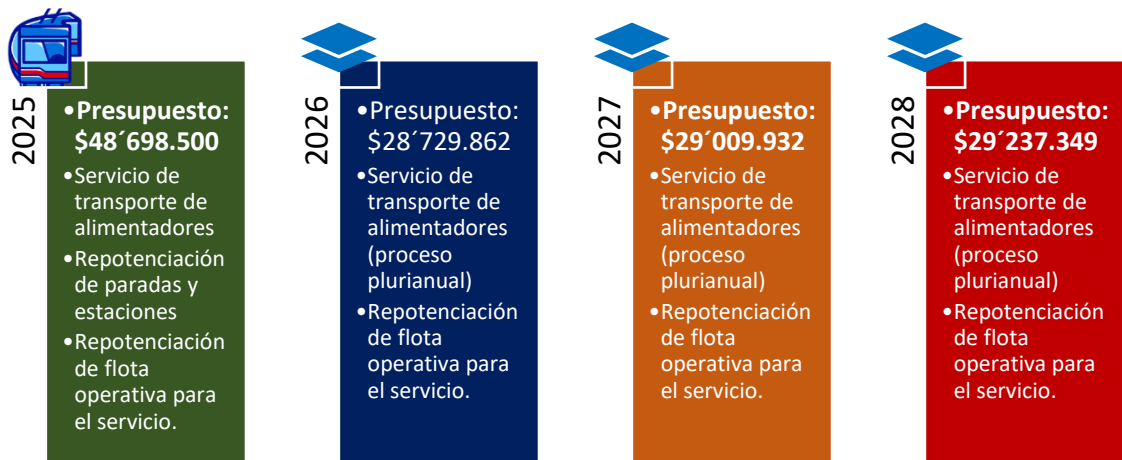 2025
•Presupuesto:
$48´698.500
•Servicio de
transporte de
alimentadores
•Repotenciación
de paradas y
estaciones
•Repotenciación
de flota
operativa para
el servicio.
2026
•Presupuesto:
$28´729.862
•Servicio de
transporte de
alimentadores
(proceso
plurianual)
•Repotenciación
de flota
operativa para
el servicio.
2027
•Presupuesto:
$29´009.932
•Servicio de
transporte de
alimentadores
(proceso
plurianual)
•Repotenciación
de flota
operativa para
el servicio.
2028
•Presupuesto:
$29´237.349
•Servicio de
transporte de
alimentadores
(proceso
plurianual)
•Repotenciación
de flota
operativa para
el servicio.